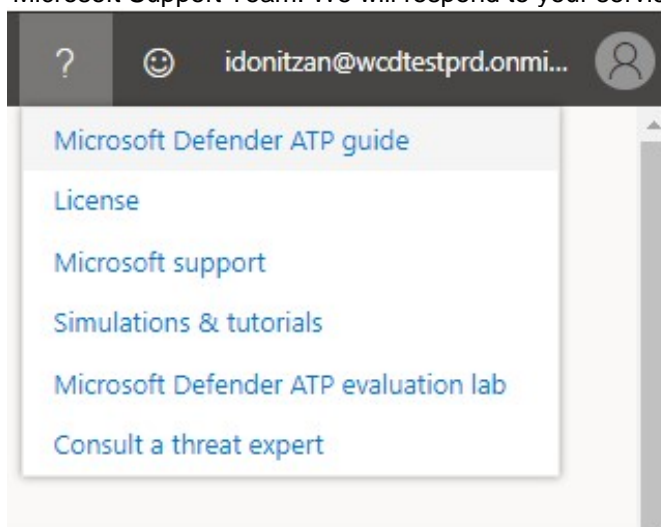 Microsoft Support Team. We will respond to your servic
? idonitzan@wcdtestprd.onmi...
Microsoft Defender ATP guide
License
Microsoft support
Simulations & tutorials
Microsoft Defender ATP evaluation lab
Consult a threat expert